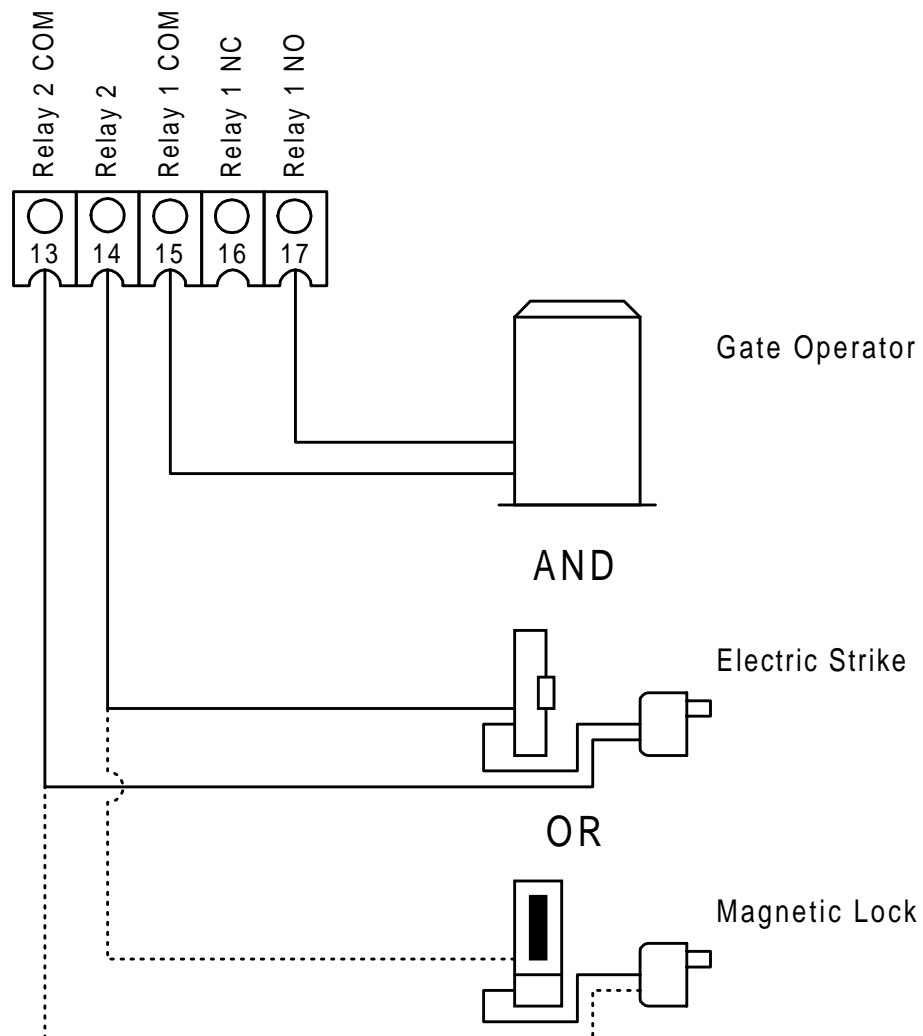 Relay 2 COM
Relay 2
Relay 1 COM
Relay 1 NC
Relay 1 NO
13 14 15 16 17
Gate Operator
AND
Electric Strike
OR
Magnetic Lock